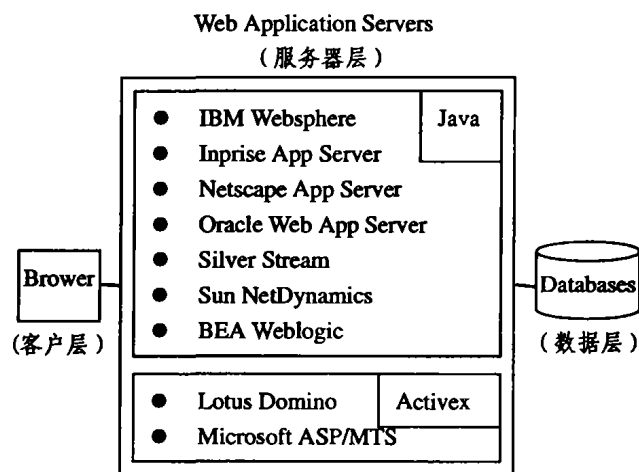 Web Application Servers
(服务器层)
● IBM Websphere
Java
● Inprise App Server
● Netscape App Server
● Oracle Web App Server
● Silver Stream
● Sun NetDynamics
● BEA Weblogic
Brower
(客户层)
Databases
(数据层)
● Lotus Domino
Activex
● Microsoft ASP/MTS